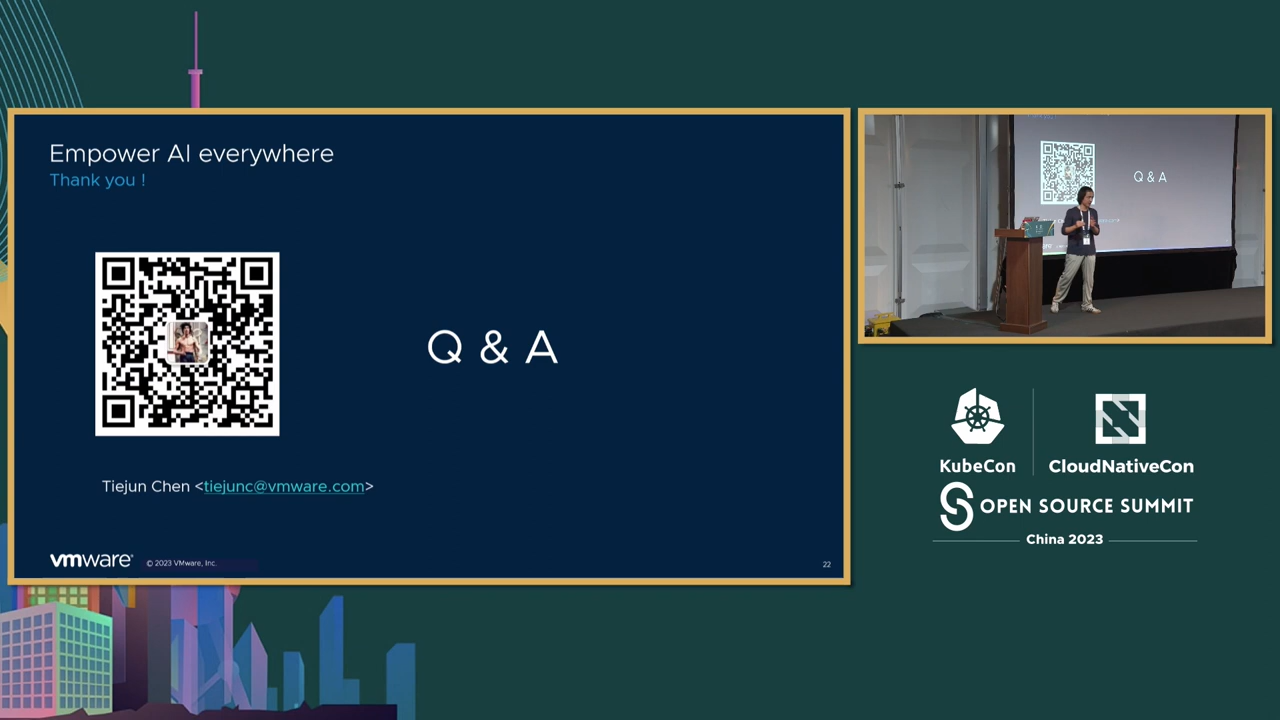 Empower AI everywhere
Thank you !
Q & A
Tiejun Chen <tiejunc@vmware.com>
vmware
© 2023 VMware, Inc.
22
Q & A
KubeCon
CloudNativeCon
OPEN SOURCE SUMMIT
China 2023